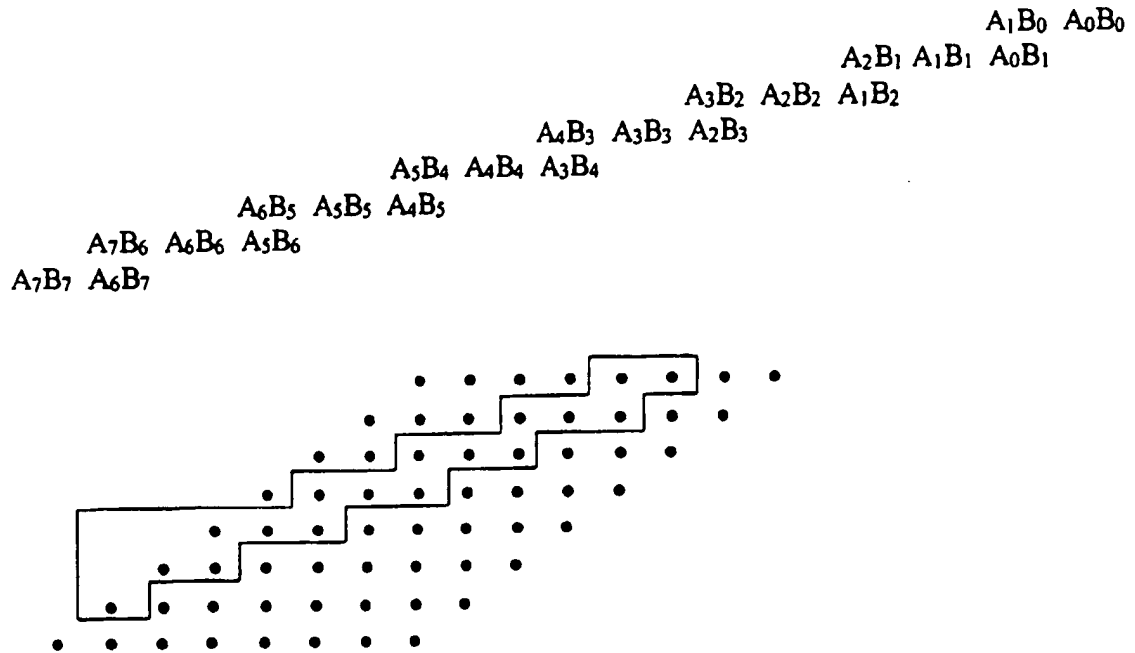 A₁B₀ A₀B₀
A₂B₁ A₁B₁ A₀B₁
A₃B₂ A₂B₂ A₁B₂
A₄B₃ A₃B₃ A₂B₃
A₅B₄ A₄B₄ A₃B₄
A₆B₅ A₅B₅ A₄B₅
A₇B₆ A₆B₆ A₅B₆
A₇B₇ A₆B₇